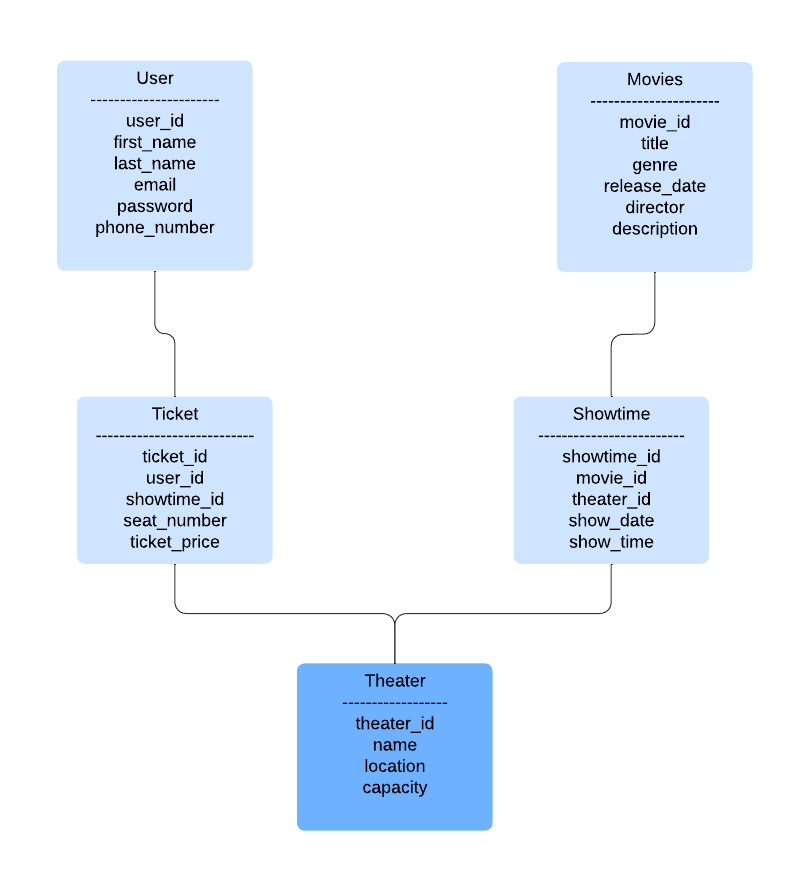 User
----------------------
user_id
first_name
last_name
email
password
phone_number
Movies
----------------------
movie_id
title
genre
release_date
director
description
Ticket
---------------------------
ticket_id
user_id
showtime_id
seat_number
ticket_price
Showtime
-------------------------
showtime_id
movie_id
theater_id
show_date
show_time
Theater
------------------
theater_id
name
location
capacity